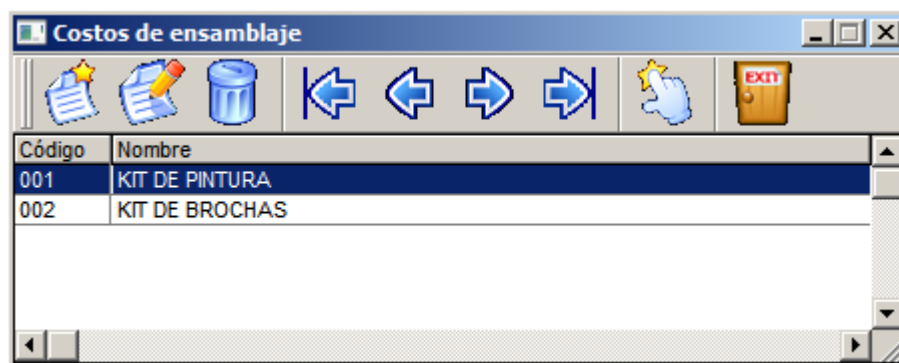 Costos de ensamblaje
EXIT
Código Nombre
001 KIT DE PINTURA
002 KIT DE BROCHAS